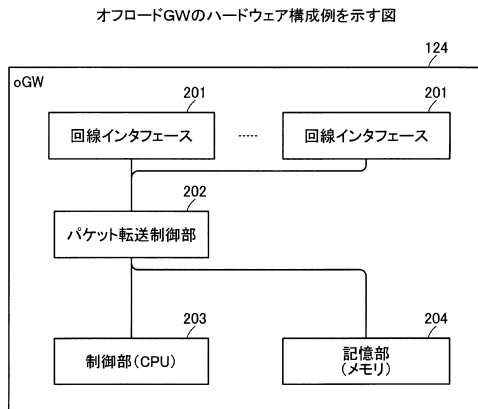 オフロードGWのハードウェア構成例を示す図
124
oGW
201
201
回線インタフェース
回線インタフェース
202
パケット転送制御部
203
204
制御部(CPU)
記憶部
(メモリ)